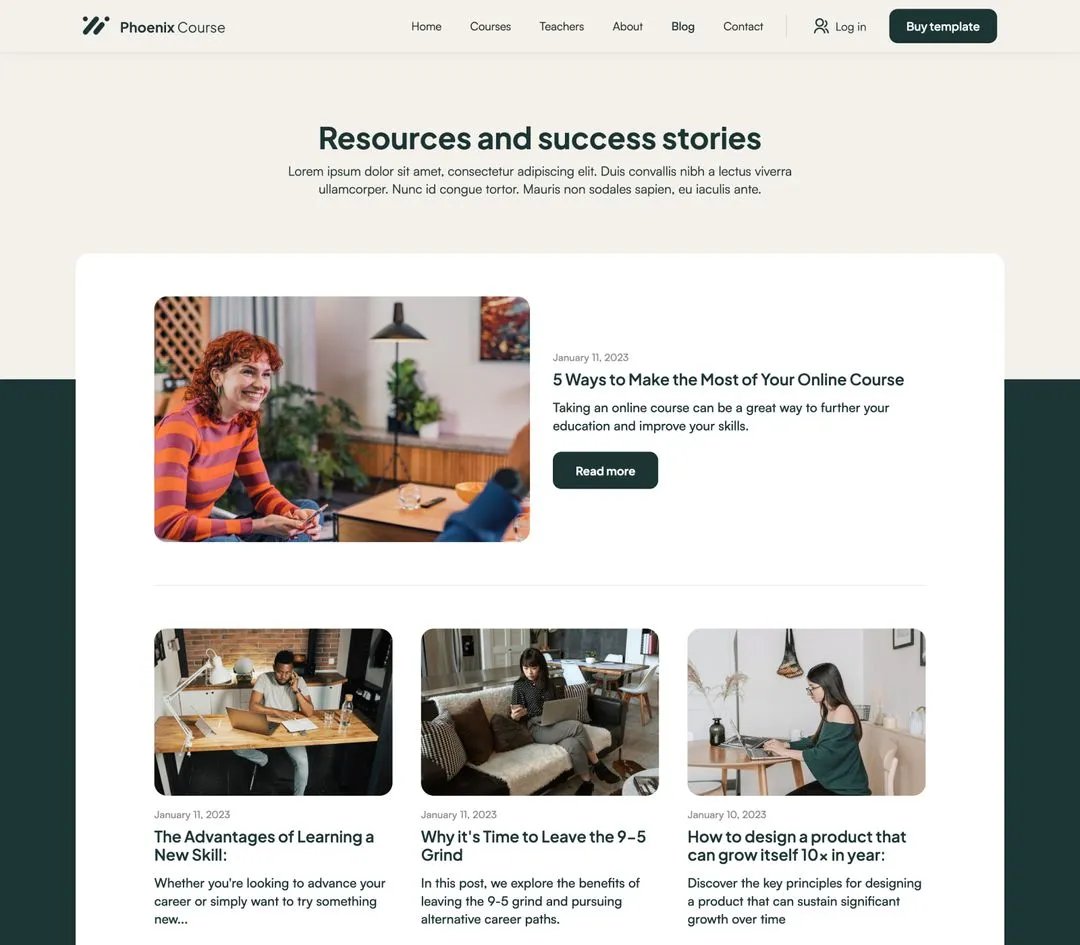 Phoenix Course
Home Courses Teachers About Blog Contact Log in Buy template
Resources and success stories
Lorem ipsum dolor sit amet, consectetur adipiscing elit. Duis convallis nibh a lectus viverra
ullamcorper. Nunc id congue tortor. Mauris non sodales sapien, eu iaculis ante.
January 11, 2023
5 Ways to Make the Most of Your Online Course
Taking an online course can be a great way to further your
education and improve your skills.
Read more
January 11, 2023
The Advantages of Learning a
New Skill:
Whether you're looking to advance your
career or simply want to try something
new...
January 11, 2023
Why it's Time to Leave the 9-5
Grind
In this post, we explore the benefits of
leaving the 9-5 grind and pursuing
alternative career paths.
January 10, 2023
How to design a product that
can grow itself 10x in year:
Discover the key principles for designing
a product that can sustain significant
growth over time